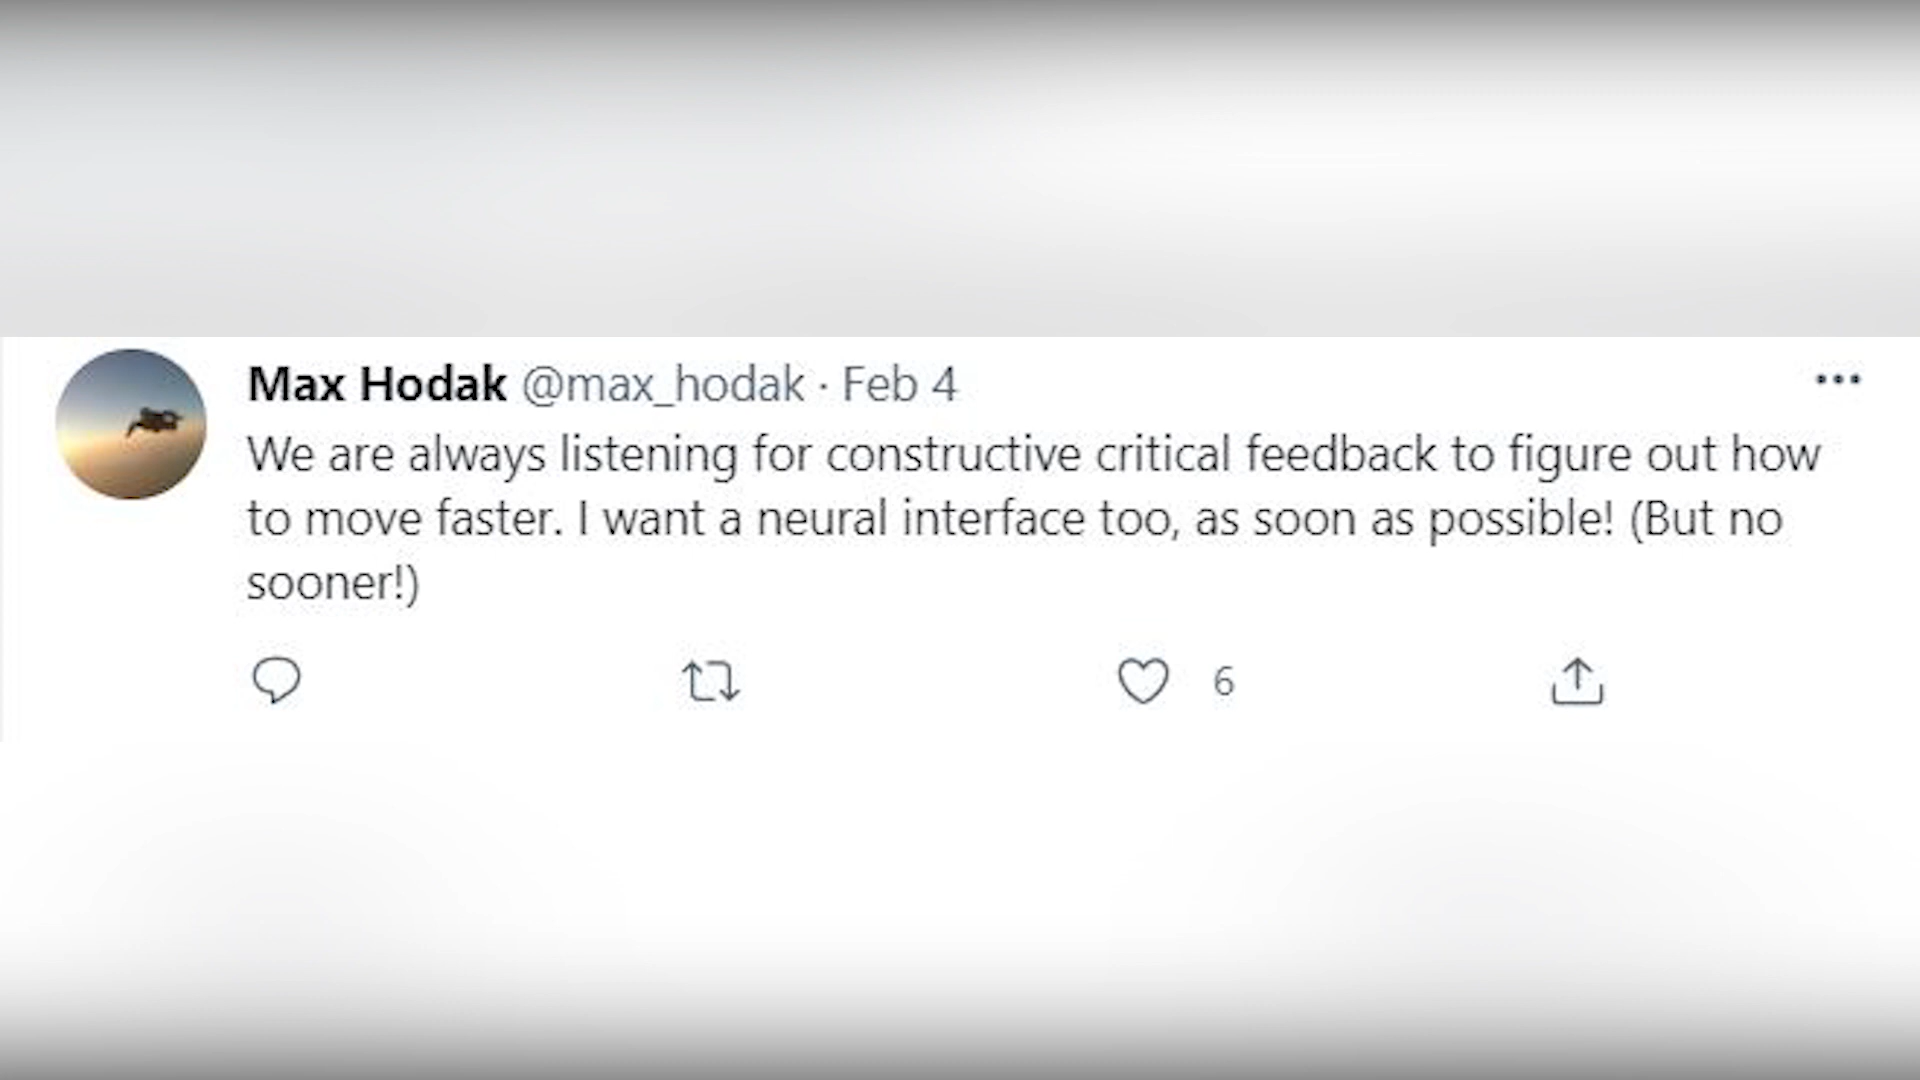 Max Hodak @max_hodak · Feb 4
We are always listening for constructive critical feedback to figure out how
to move faster. I want a neural interface too, as soon as possible! (But no
sooner!)
6